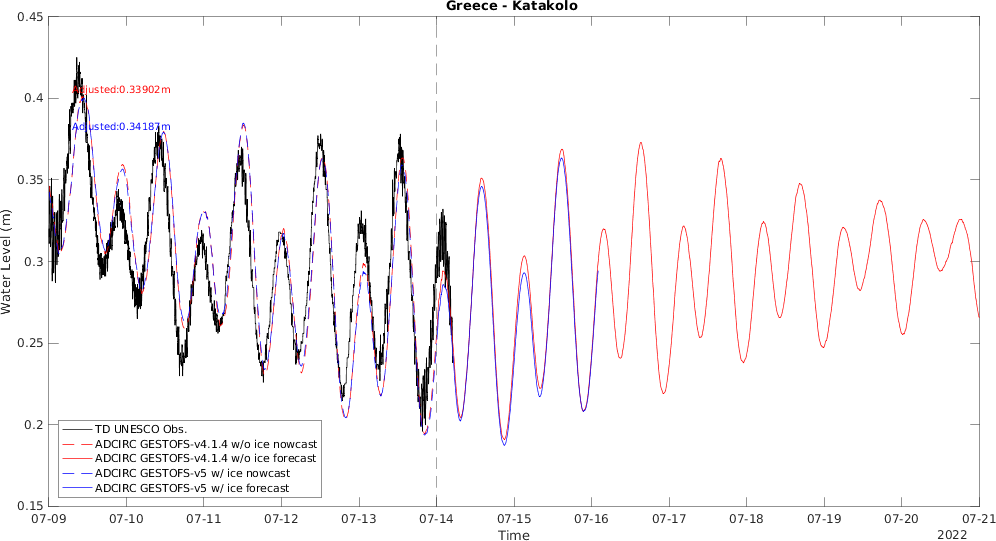 Greece - Katakolo
0.45
0.4
0.35
0.3
0.25
0.2
0.15
Water Level (m)
Adjusted:0.33902m
Adjusted:0.34187m
TD UNESCO Obs.
ADCIRC GESTOFS-v4.1.4 w/o ice nowcast
ADCIRC GESTOFS-v4.1.4 w/o ice forecast
ADCIRC GESTOFS-v5 w/ ice nowcast
ADCIRC GESTOFS-v5 w/ ice forecast
07-09 07-10 07-11 07-12 07-13 07-14 07-15 07-16 07-17 07-18 07-19 07-20 07-21
Time
2022